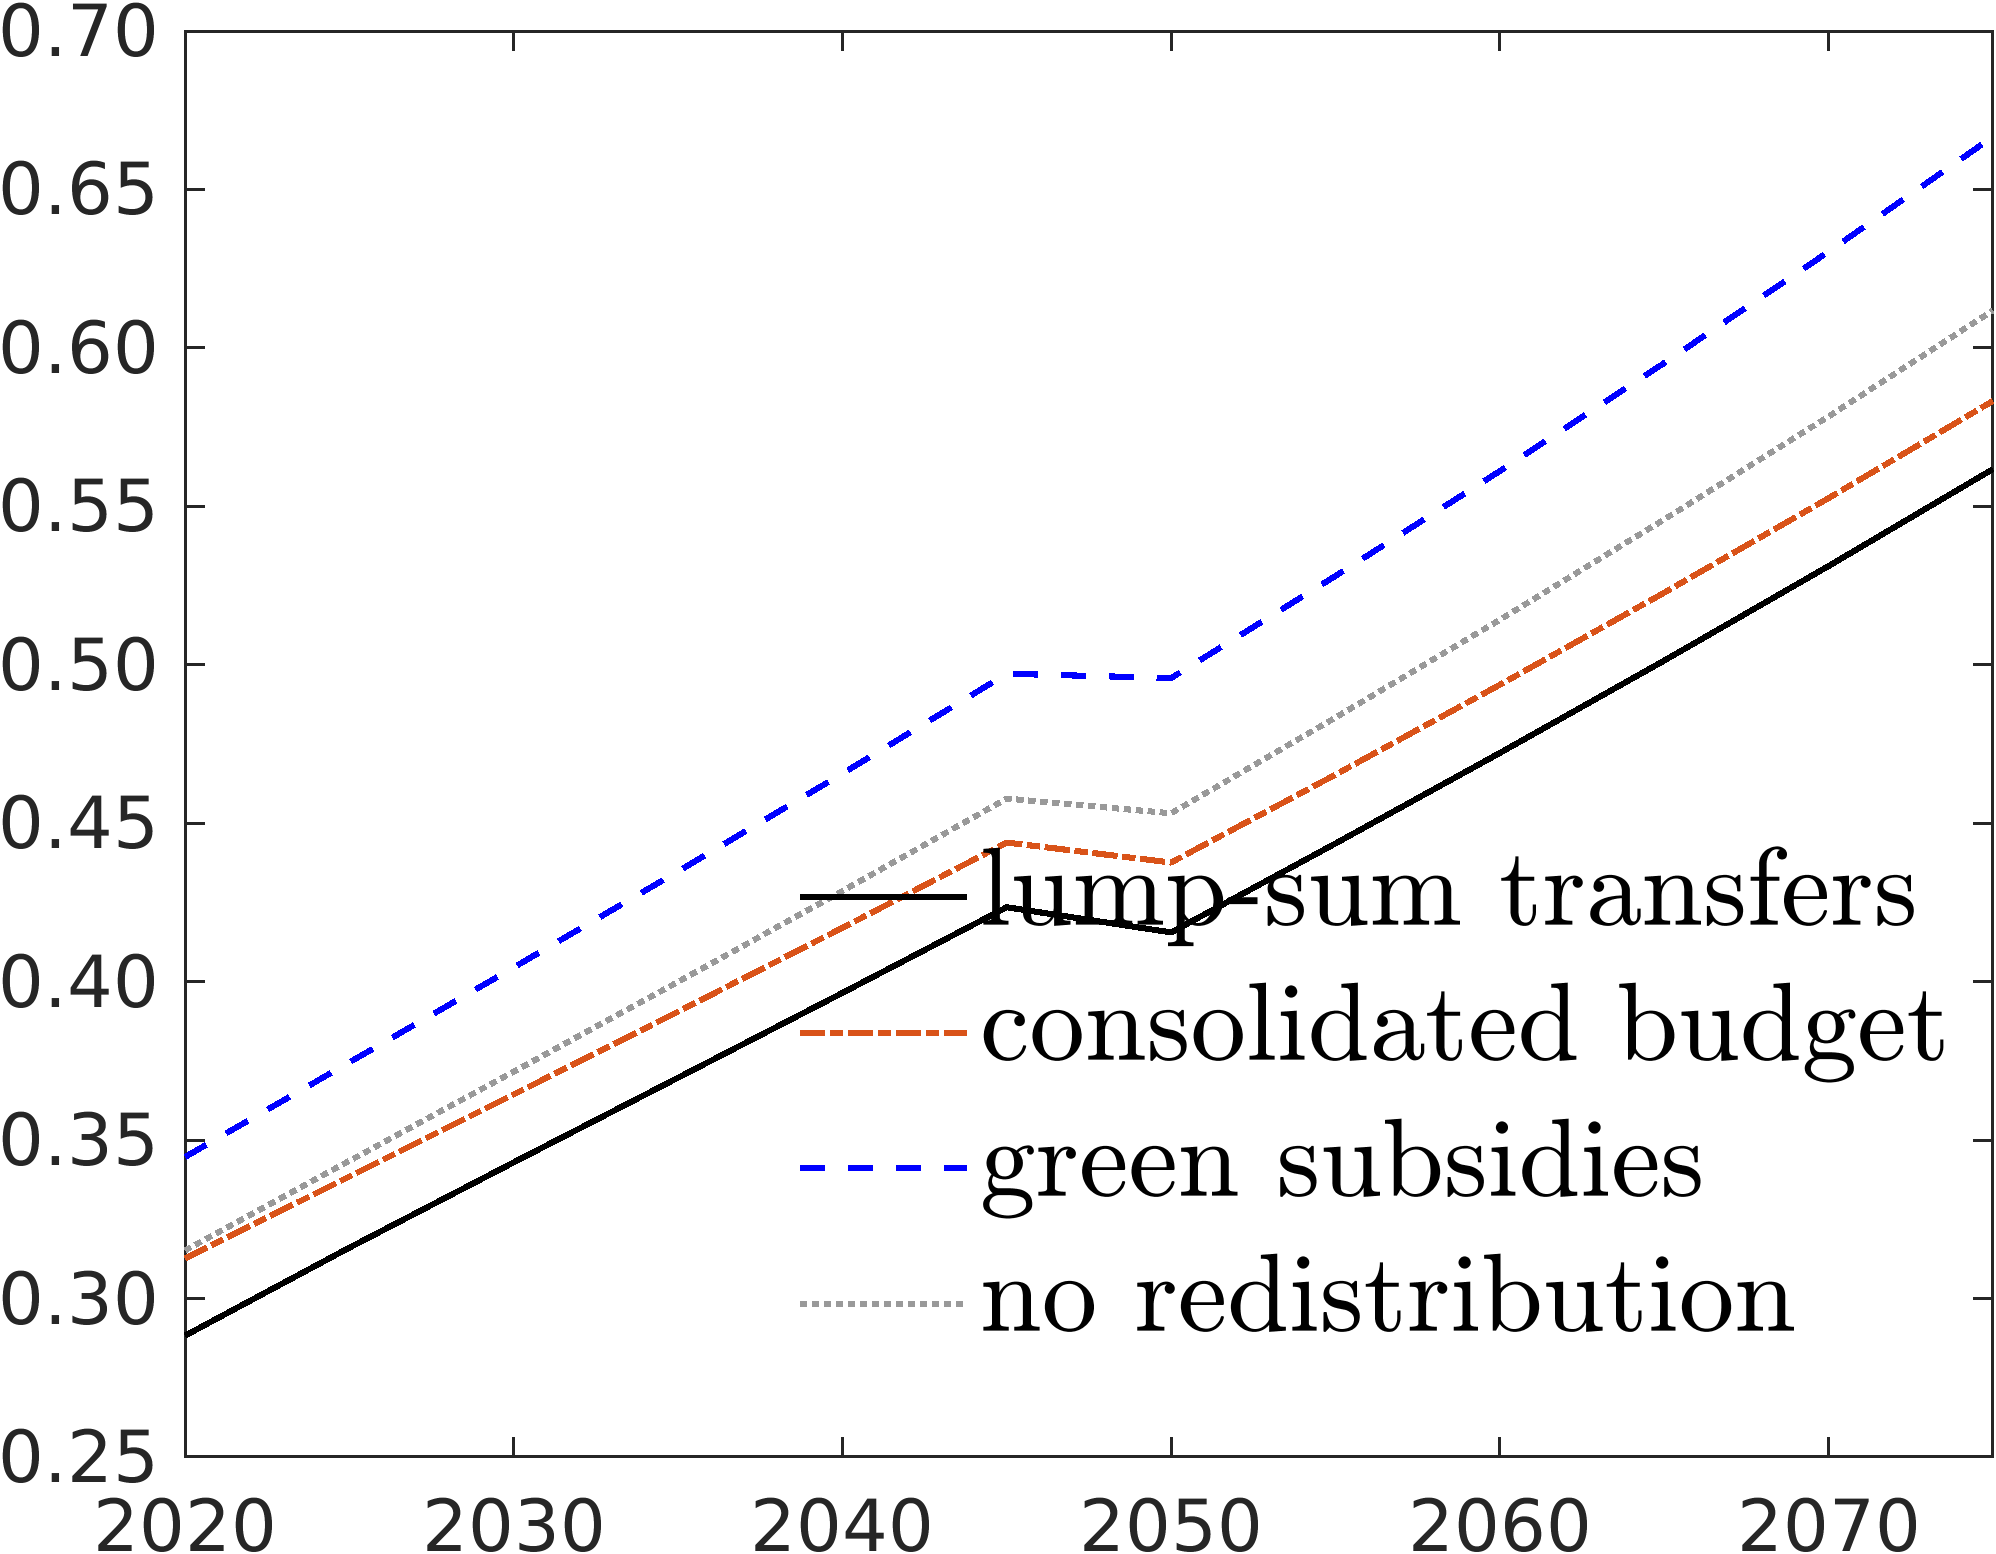 0.70
0.65
0.60
0.55
0.50
0.45
0.40
0.35
0.30
0.25
lump-sum transfers
consolidated budget
green subsidies
no redistribution
2020 2030 2040 2050 2060 2070